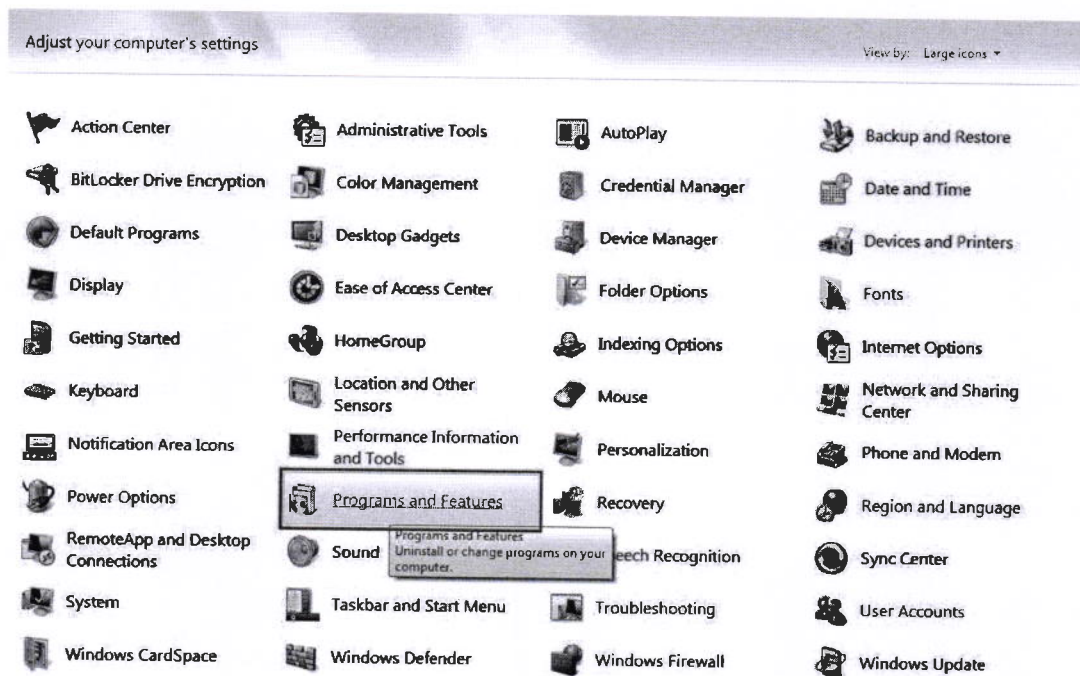 Adjust your computer's settings
View by: Large icons
Action Center
Administrative Tools
AutoPlay
Backup and Restore
BitLocker Drive Encryption
Color Management
Credential Manager
Date and Time
Default Programs
Desktop Gadgets
Device Manager
Devices and Printers
Display
Ease of Access Center
Folder Options
Fonts
Getting Started
HomeGroup
Indexing Options
Internet Options
Keyboard
Location and Other
Sensors
Mouse
Network and Sharing
Center
Notification Area Icons
Performance Information
and Tools
Personalization
Phone and Modem
Power Options
Programs and Features
Recovery
Region and Language
RemoteApp and Desktop
Connections
Sound
Programs and Features
Uninstall or change programs on your
computer.
eech Recognition
Sync Center
System
Taskbar and Start Menu
Troubleshooting
User Accounts
Windows CardSpace
Windows Defender
Windows Firewall
Windows Update